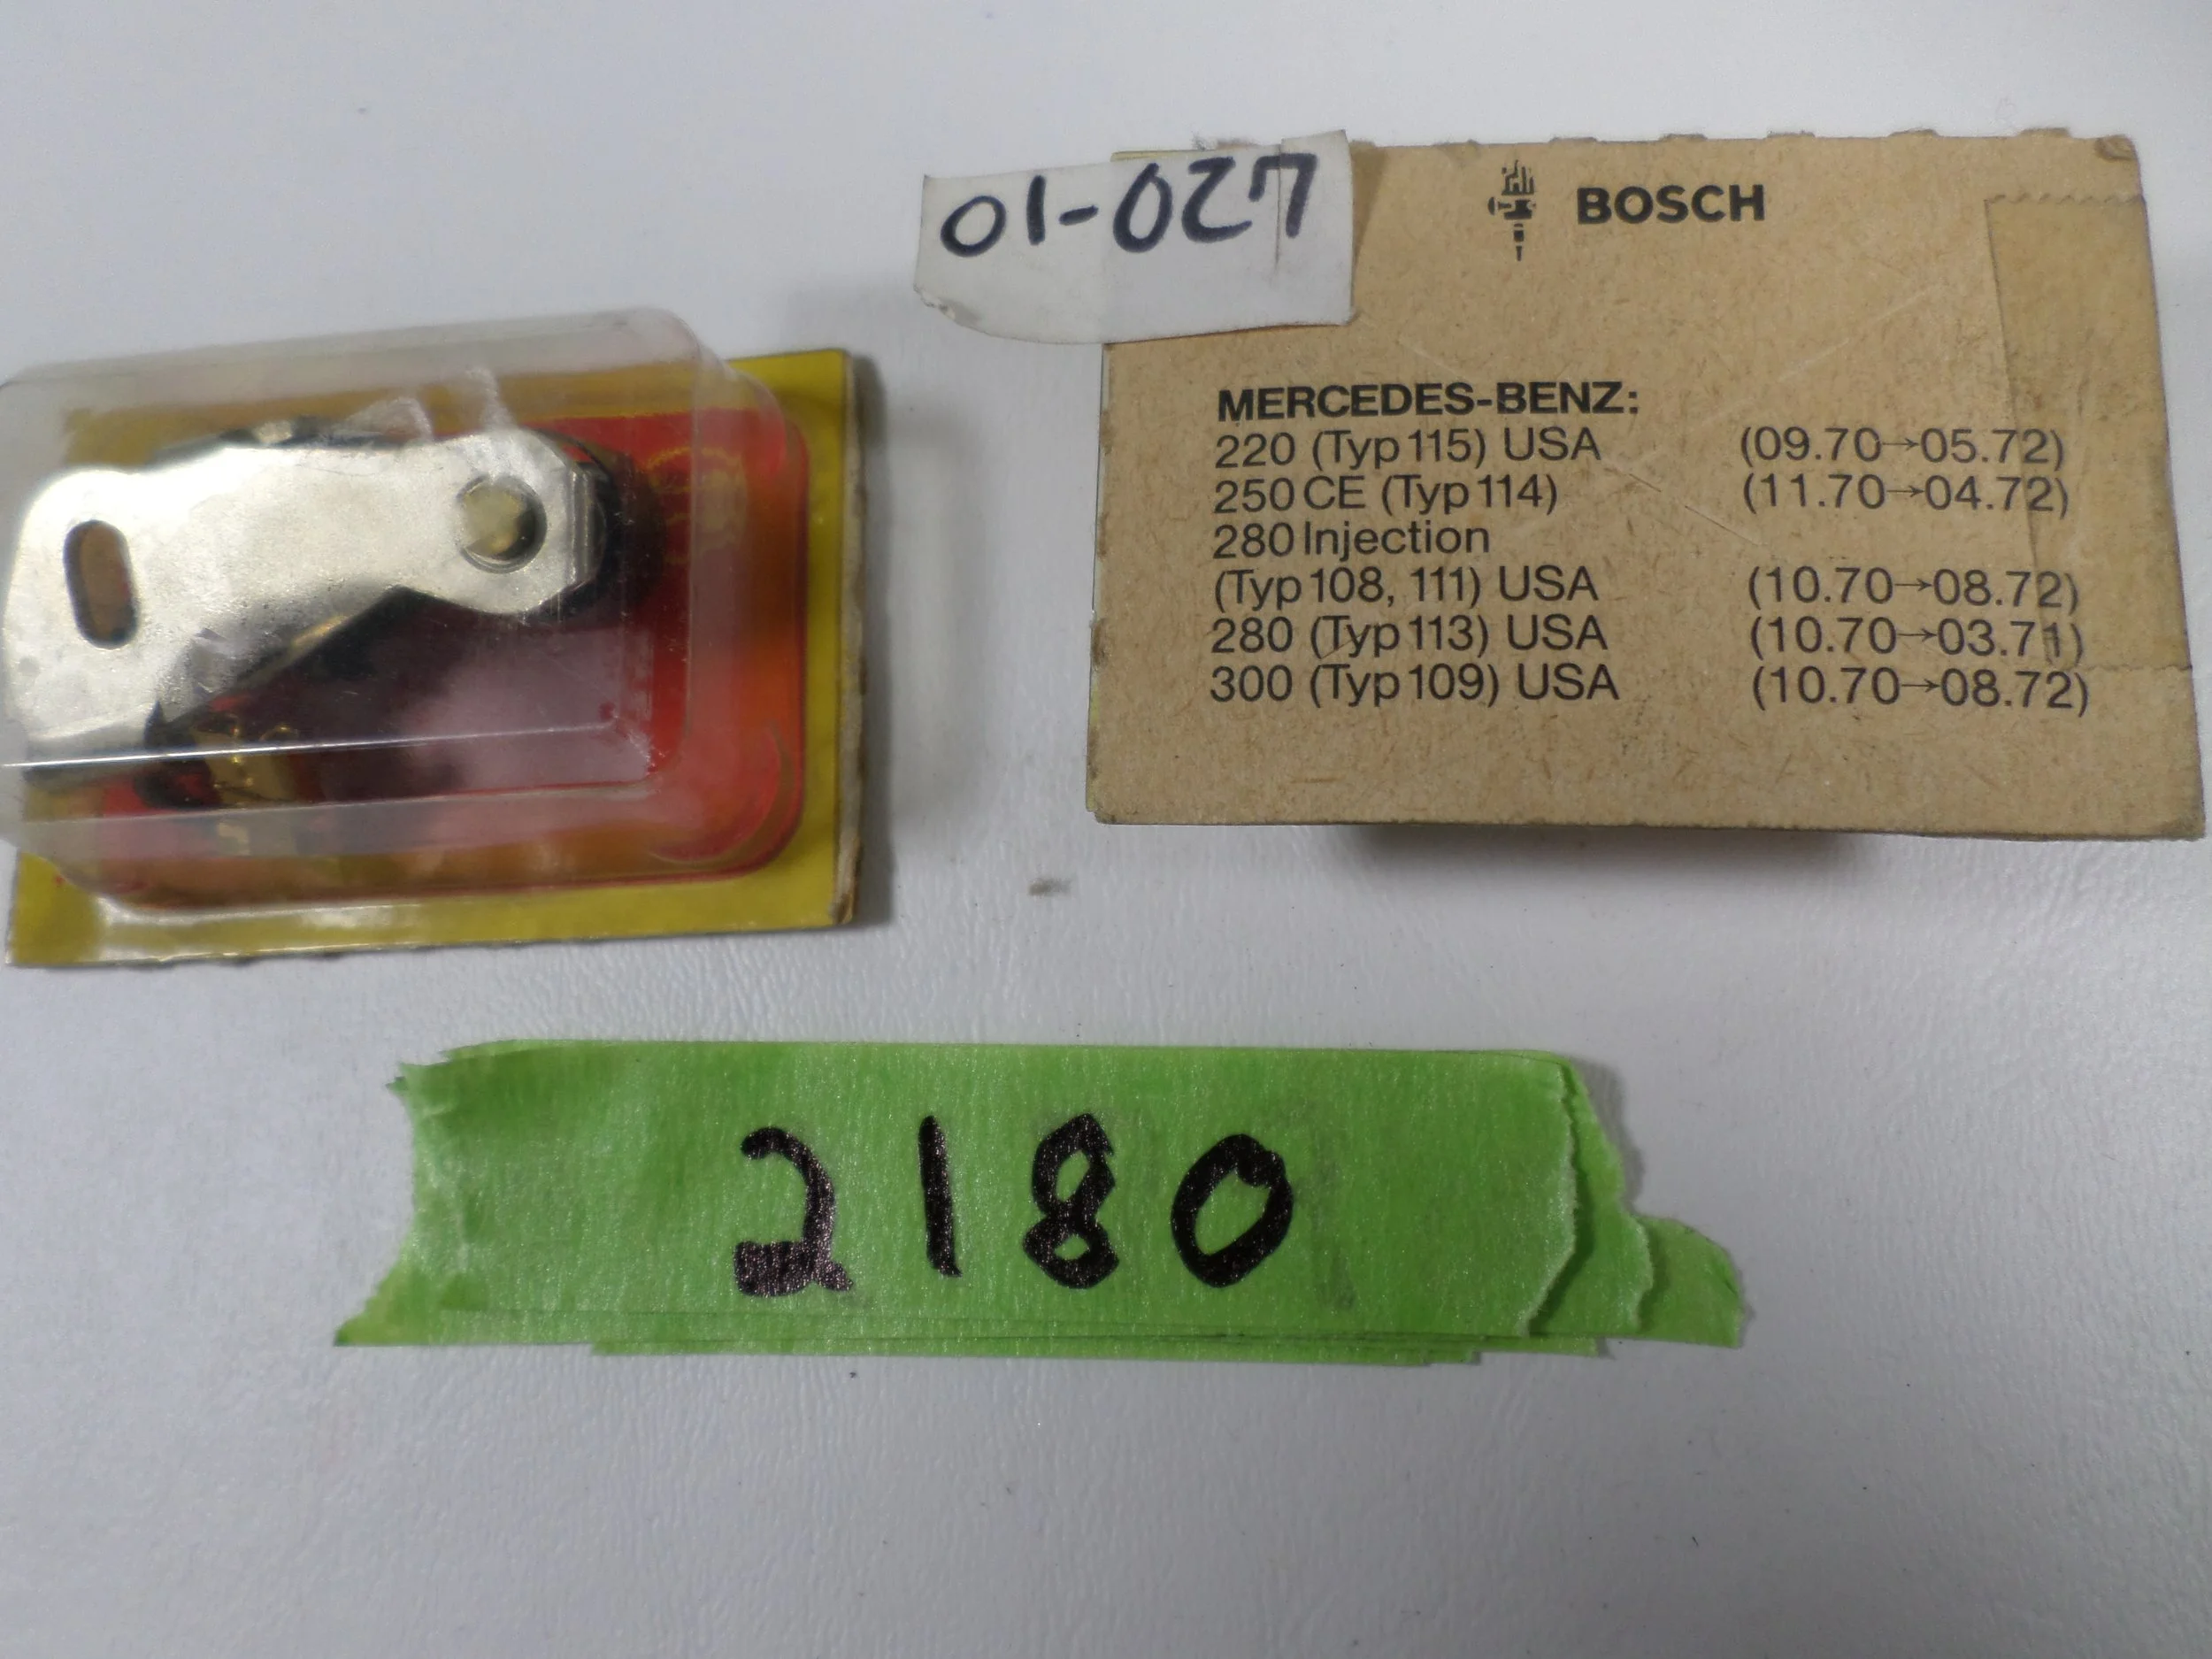 01-027
BOSCH
MERCEDES-BENZ:
220 (Typ 115) USA (09.70→05.72)
250 CE (Typ 114) (11.70→04.72)
280 Injection
(Typ 108, 111) USA (10.70→08.72)
280 (Typ 113) USA (10.70→03.71)
300 (Typ 109) USA (10.70→08.72)
2180